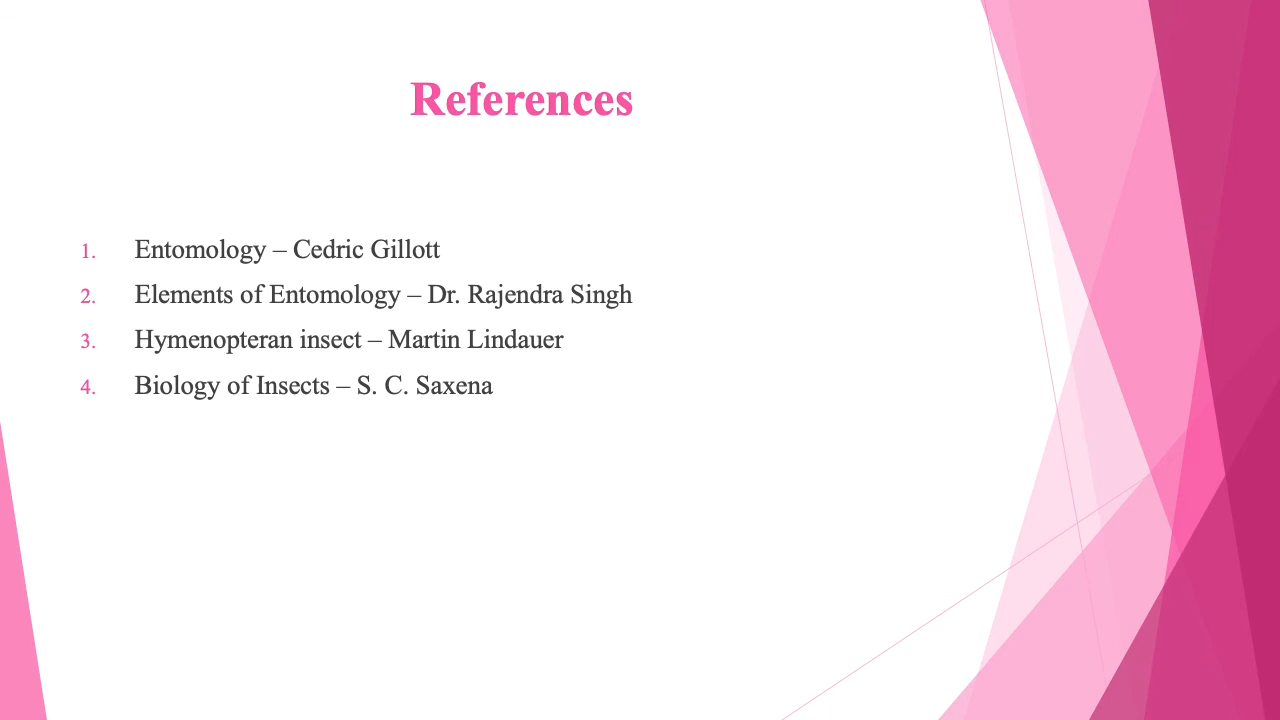 References
1. Entomology – Cedric Gillott
2. Elements of Entomology – Dr. Rajendra Singh
3. Hymenopteran insect – Martin Lindauer
4. Biology of Insects – S. C. Saxena